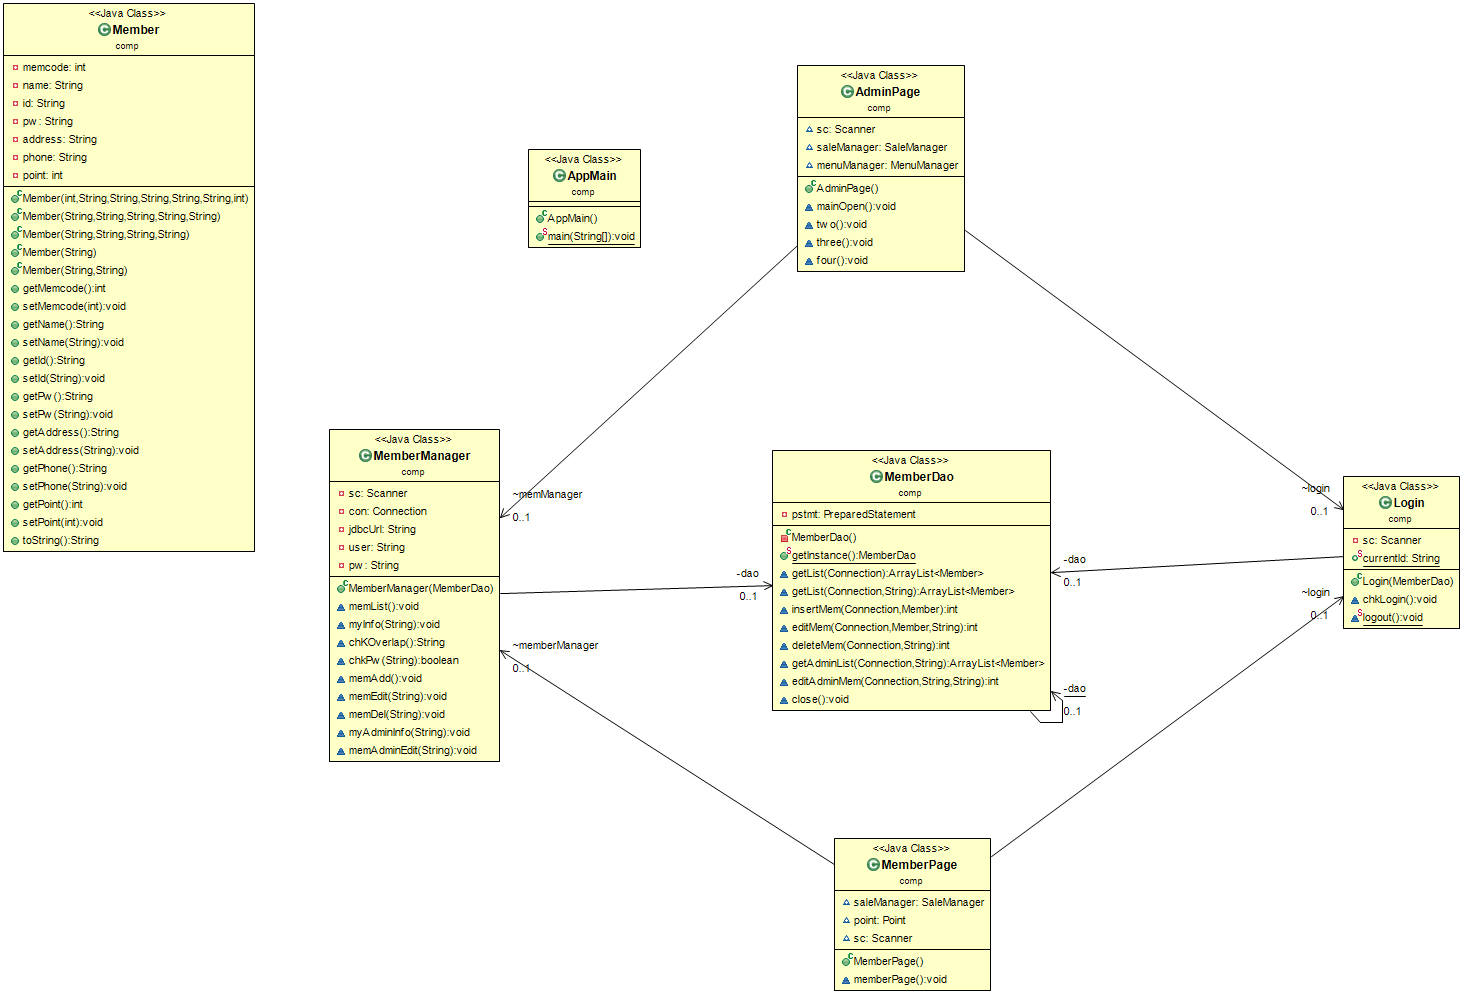 <<Java Class>>
Member
comp
memcode: int
name: String
id: String
pw: String
address: String
phone: String
point: int
Member(int,String,String,String,String,String,int)
Member(String,String,String,String,String)
Member(String,String,String,String)
Member(String)
Member(String,String)
getMemcode():int
setMemcode(int):void
getName():String
setName(String):void
getId():String
setId(String):void
getPw():String
setPw(String):void
getAddress():String
setAddress(String):void
getPhone():String
setPhone(String):void
getPoint():int
setPoint(int):void
toString():String
<<Java Class>>
AppMain
comp
AppMain()
main(String[]):void
<<Java Class>>
AdminPage
comp
sc: Scanner
saleManager: SaleManager
menuManager: MenuManager
AdminPage()
mainOpen():void
two():void
three():void
four():void
<<Java Class>>
MemberManager
comp
sc: Scanner
con: Connection
jdbcUrl: String
user: String
pw: String
MemberManager(MemberDao)
memList():void
myInfo(String):void
chKOverlap():String
chkPw(String):boolean
memAdd():void
memEdit(String):void
memDel(String):void
myAdminInfo(String):void
memAdminEdit(String):void
~memManager
0..1
-dao
0..1
~memberManager
0..1
<<Java Class>>
MemberDao
comp
pstmt: PreparedStatement
MemberDao()
getInstance():MemberDao
getList(Connection):ArrayList<Member>
getList(Connection,String):ArrayList<Member>
insertMem(Connection,Member):int
editMem(Connection,Member,String):int
deleteMem(Connection,String):int
getAdminList(Connection,String):ArrayList<Member>
editAdminMem(Connection,String,String):int
close():void
-dao
0..1
-dao
0..1
~login
0..1
~login
0..1
<<Java Class>>
Login
comp
sc: Scanner
currentId: String
Login(MemberDao)
chkLogin():void
logout():void
<<Java Class>>
MemberPage
comp
saleManager: SaleManager
point: Point
sc: Scanner
MemberPage()
memberPage():void